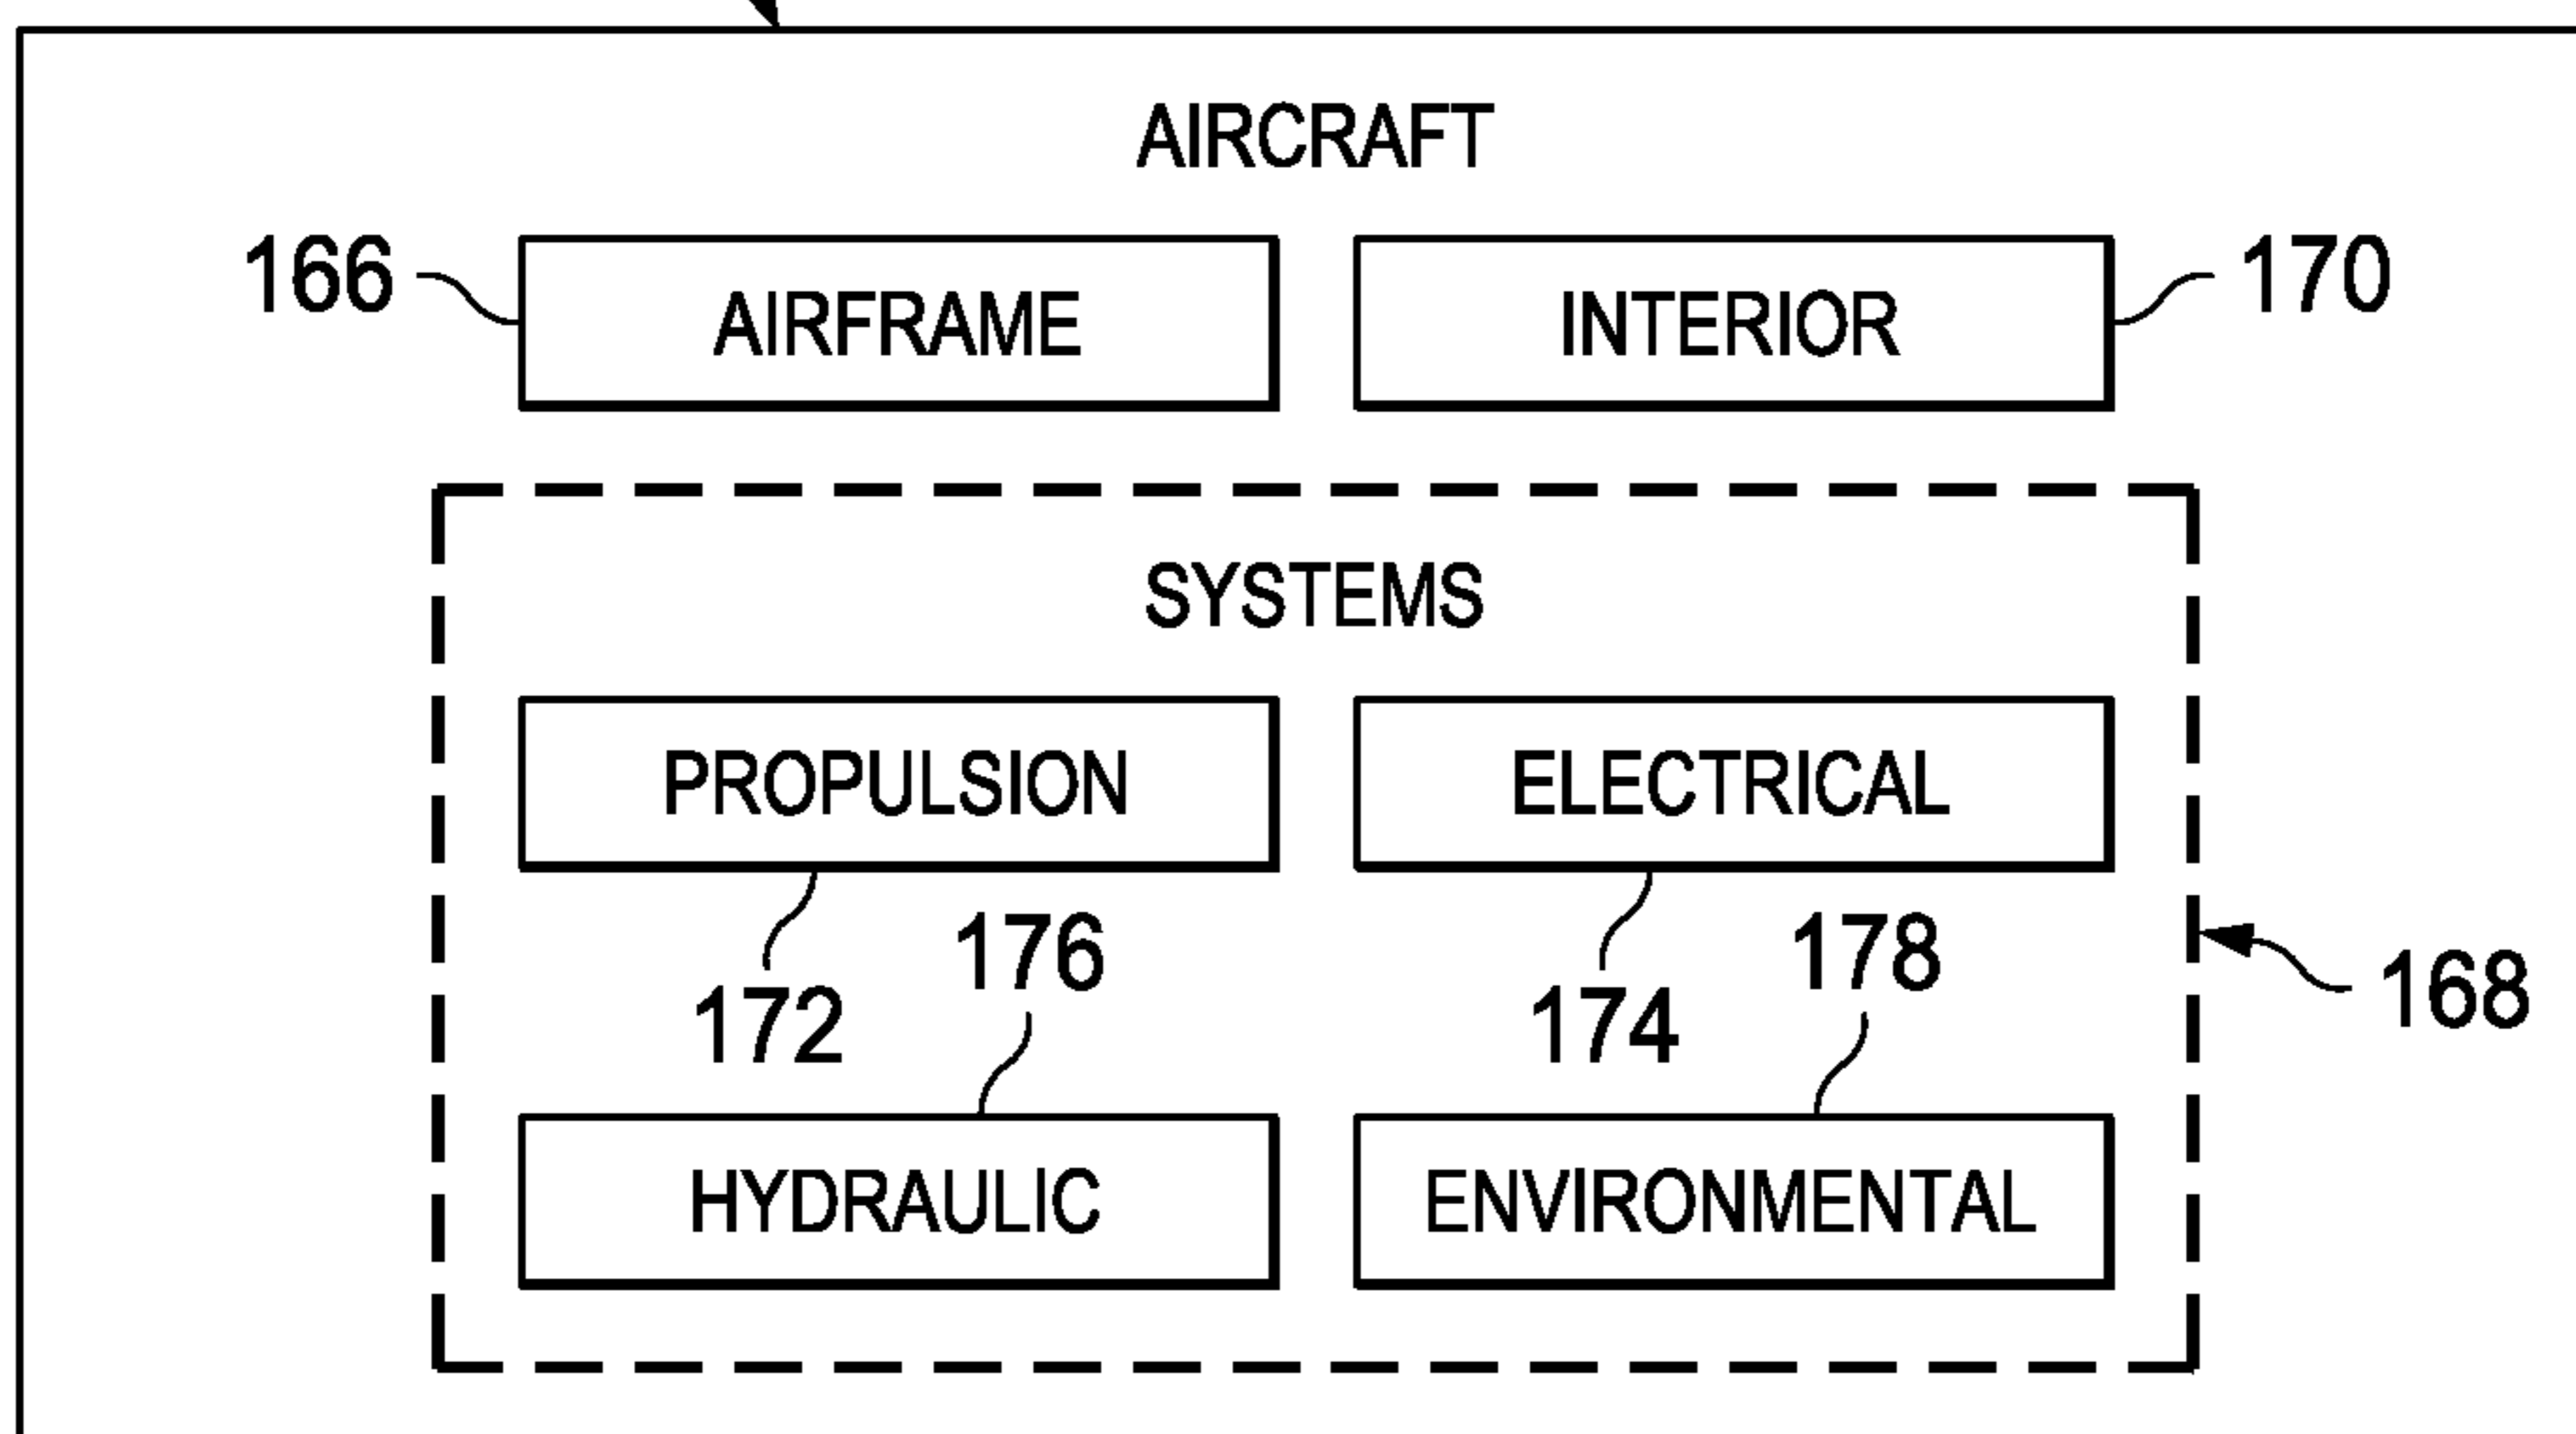 AIRCRAFT
166 AIRFRAME INTERIOR 170
SYSTEMS
PROPULSION ELECTRICAL
176 178
172 174 168
HYDRAULIC ENVIRONMENTAL